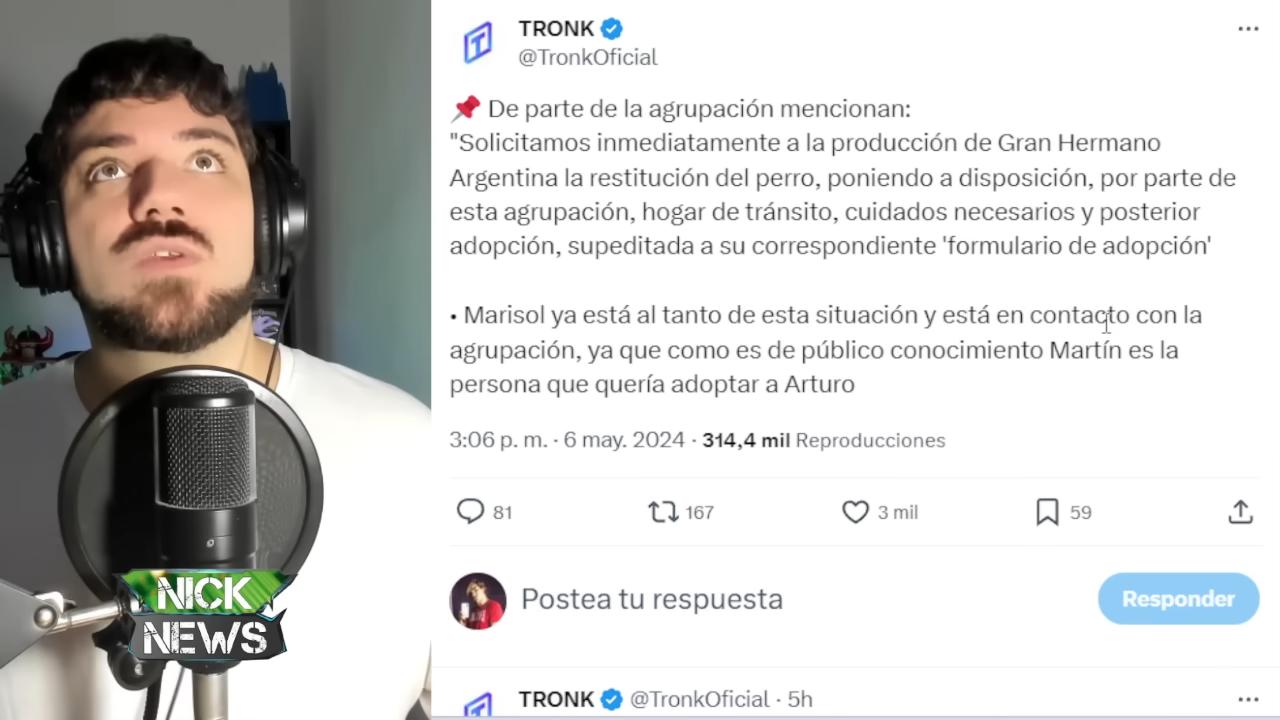 TRONK
@TronkOficial
📌 De parte de la agrupación mencionan:
"Solicitamos inmediatamente a la producción de Gran Hermano
Argentina la restitución del perro, poniendo a disposición, por parte de
esta agrupación, hogar de tránsito, cuidados necesarios y posterior
adopción, supeditada a su correspondiente 'formulario de adopción'
• Marisol ya está al tanto de esta situación y está en contacto con la
agrupación, ya que como es de público conocimiento Martín es la
persona que quería adoptar a Arturo
3:06 p. m. · 6 may. 2024 · 314,4 mil Reproducciones
81 167 3 mil 59
Postea tu respuesta
Responder
TRONK @TronkOficial · 5h
NICK
NEWS